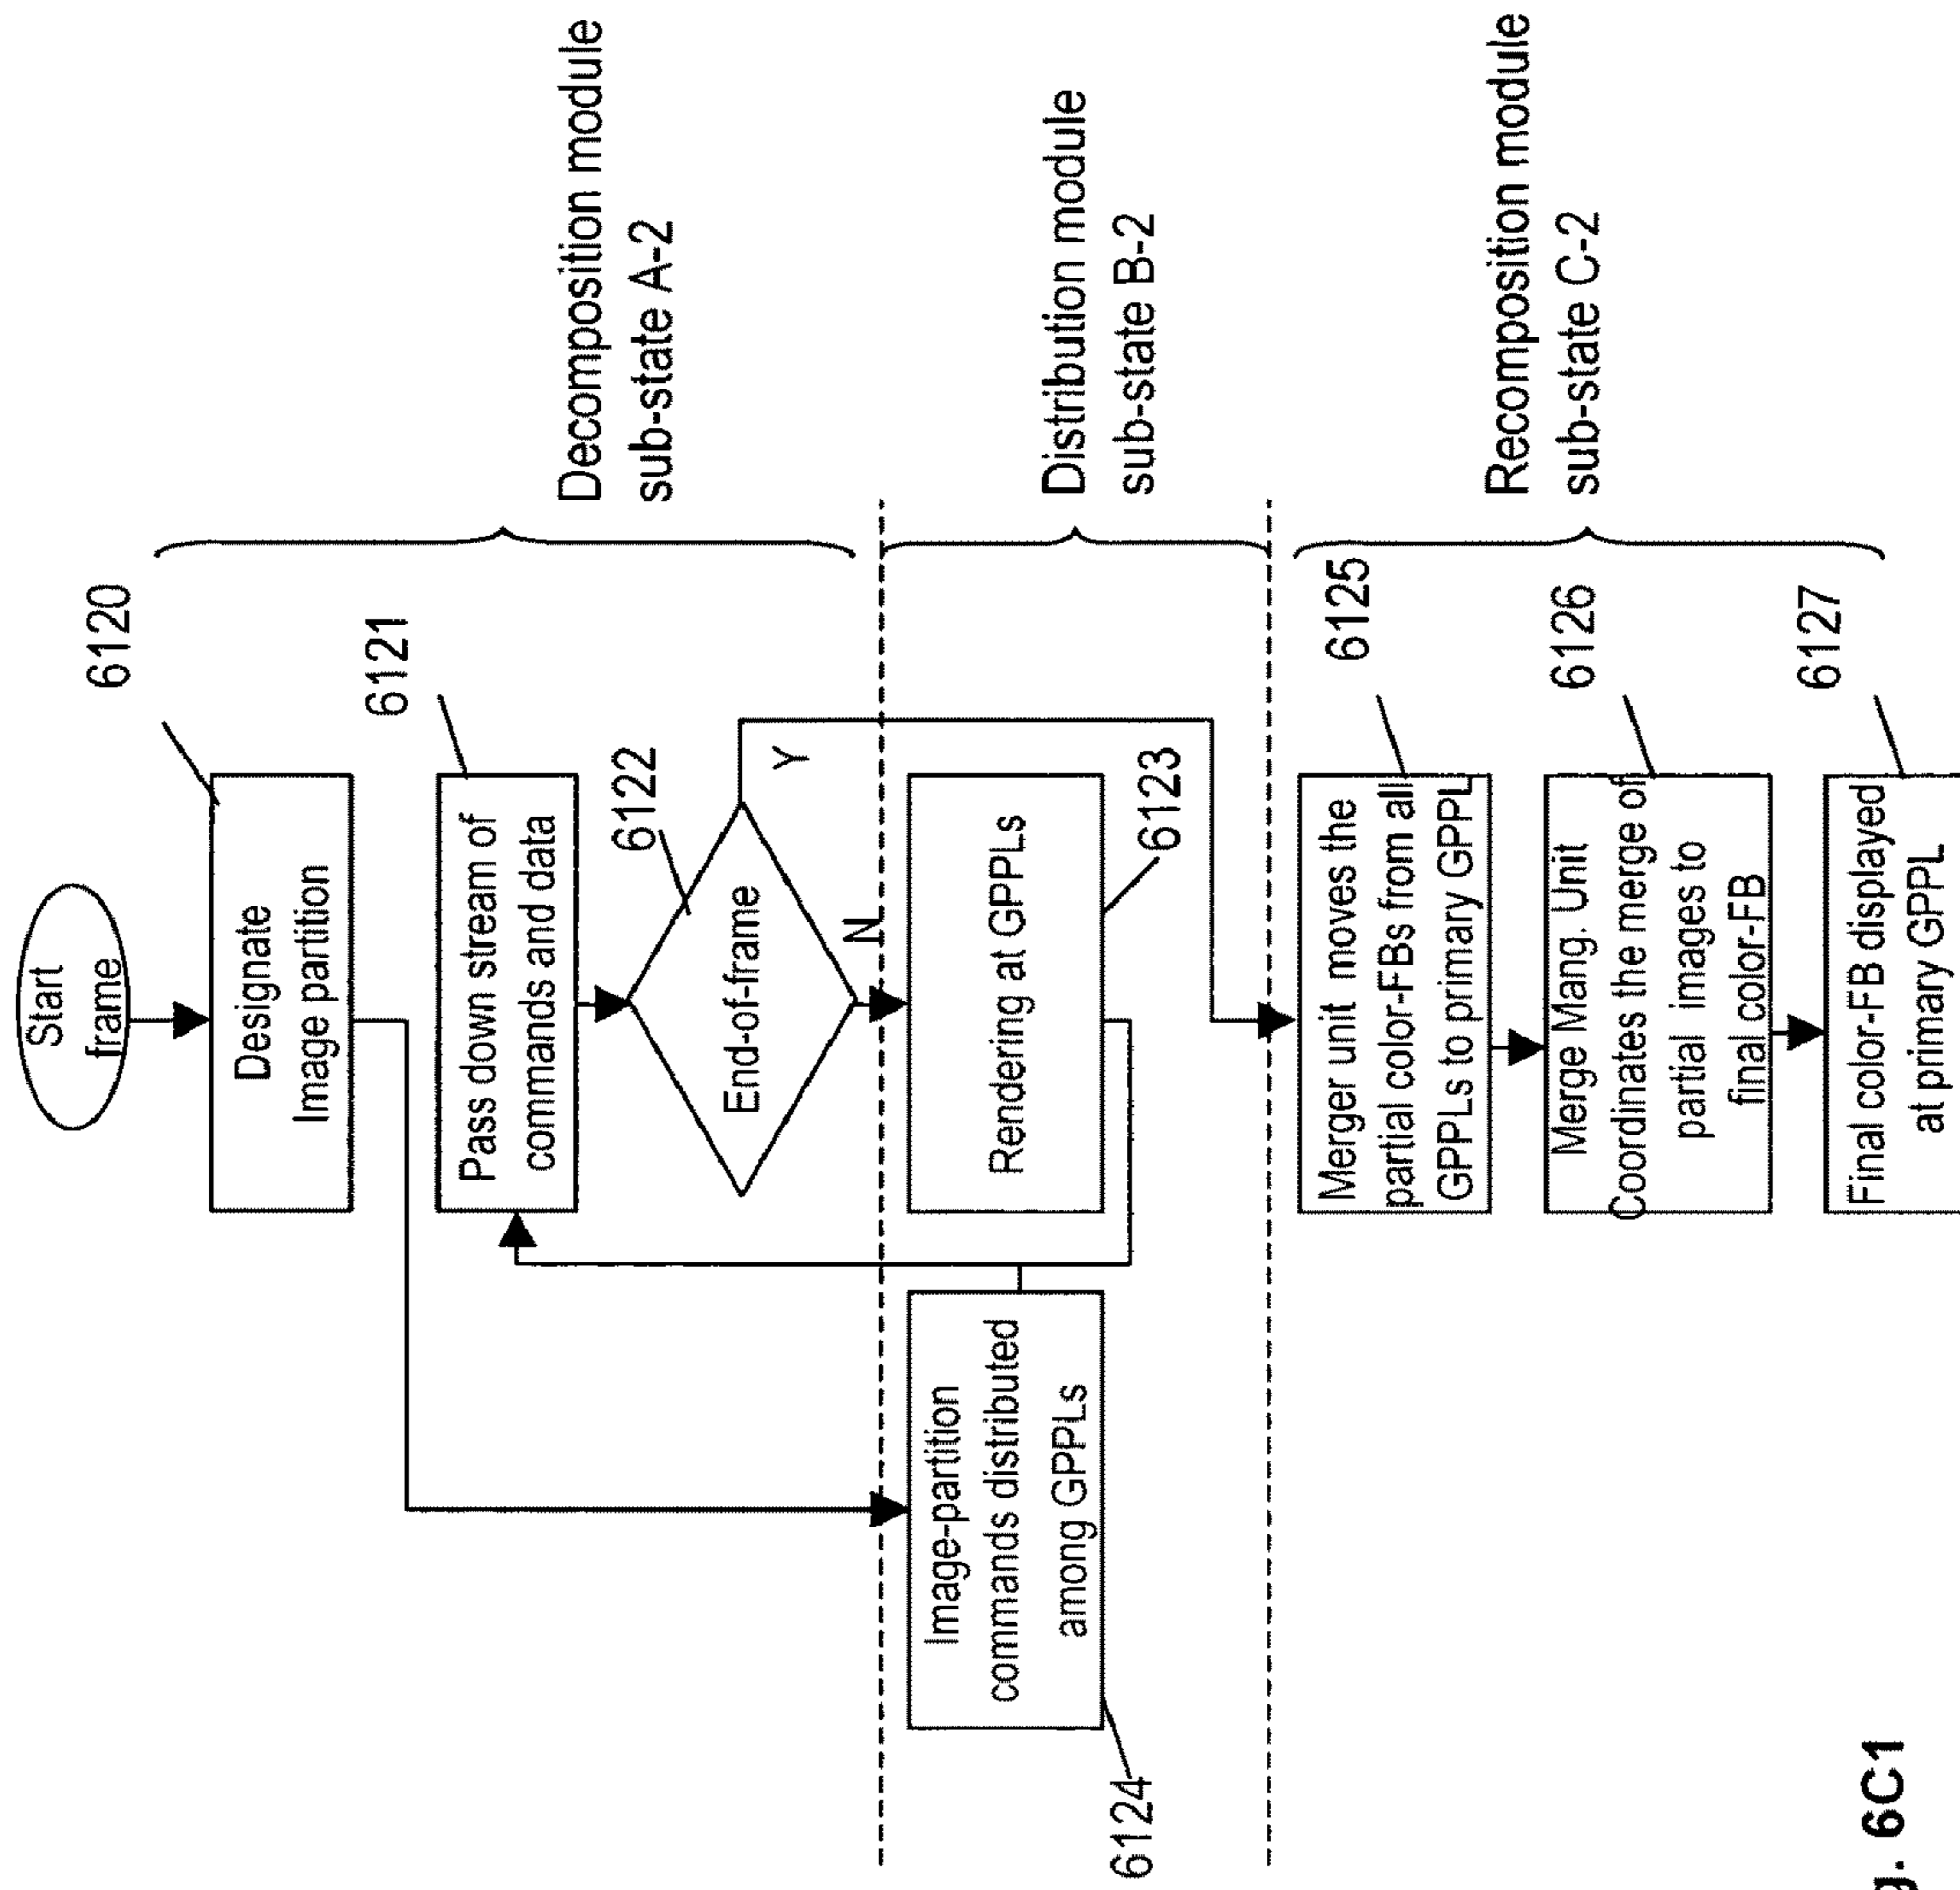 Start
frame
6120
Designate
Image partition
6121
Pass down stream of
commands and data
6122
End-of-frame
Y
N
Decomposition module
sub-state A-2
Image-partition
commands distributed
among GPPLs
6124
Rendering at GPPLs
6123
Distribution module
sub-state B-2
6125
Merger unit moves the
partial color-FBs from all
GPPLs to primary GPPL
6126
Merge Mang. Unit
Coordinates the merge of
partial images to
final color-FB
6127
Final color-FB displayed
at primary GPPL
Recomposition module
sub-state C-2
g. 6C1